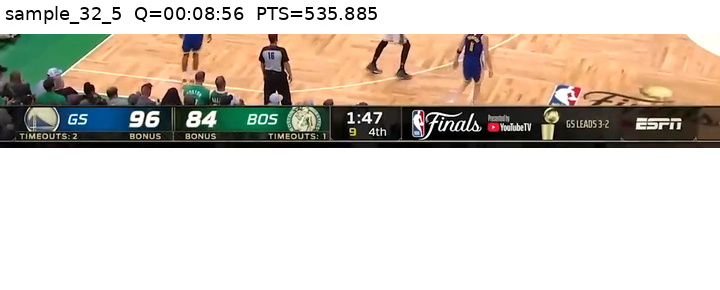 sample_32_5 Q=00:08:56 PTS=535.885
16
GS 96 84 BOS 1:47 NBA Finals Presented by YouTubeTV GS LEADS 3-2 ESPN
TIMEOUTS: 2 BONUS BONUS TIMEOUTS: 1 9 4th